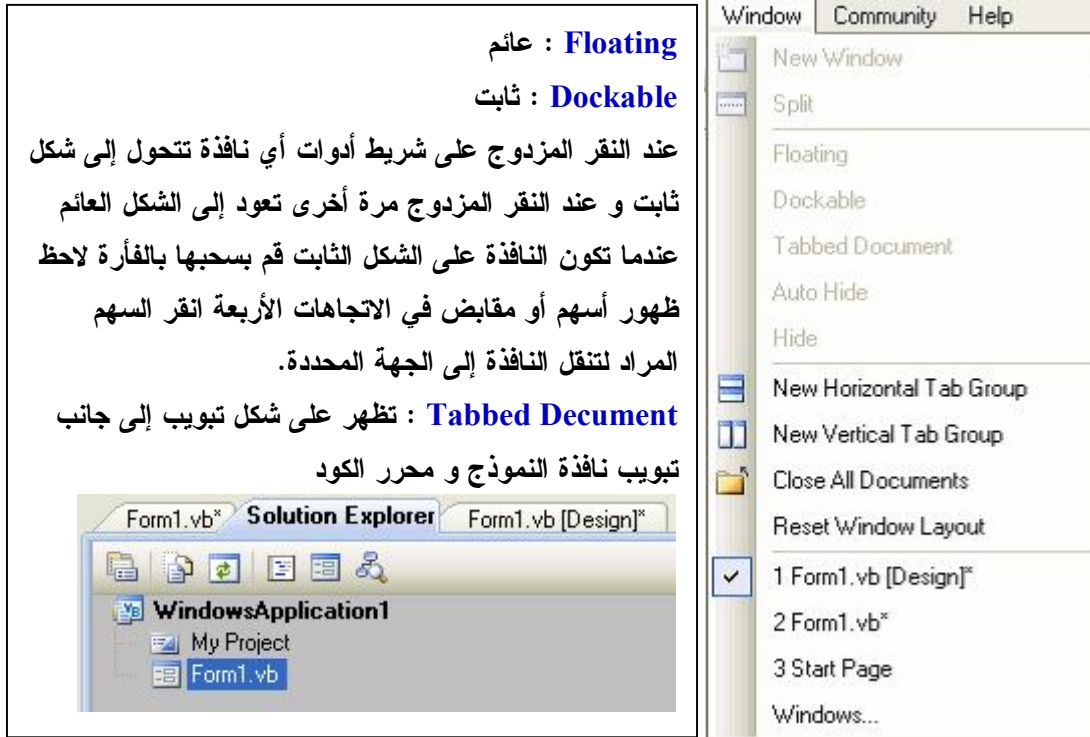 Floating : عائم
Dockable : ثابت
عند النقر المزدوج على شريط أدوات أي نافذة تتحول إلى شكل
ثابت و عند النقر المزدوج مرة أخرى تعود إلى الشكل العائم
عندما تكون النافذة على الشكل الثابت قم بسحبها بالفأرة لاحظ
ظهور أسهم أو مقابض في الاتجاهات الأربعة انقر السهم
المراد لتنقل النافذة إلى الجهة المحددة.
Tabbed Decument : تظهر على شكل تبويب إلى جانب
تبويب نافذة النموذج و محرر الكود
Form1.vb* Solution Explorer Form1.vb [Design]*
WindowsApplication1
My Project
Form1.vb
Window Community Help
New Window
Split
Floating
Dockable
Tabbed Document
Auto Hide
Hide
New Horizontal Tab Group
New Vertical Tab Group
Close All Documents
Reset Window Layout
1 Form1.vb [Design]*
2 Form1.vb*
3 Start Page
Windows...